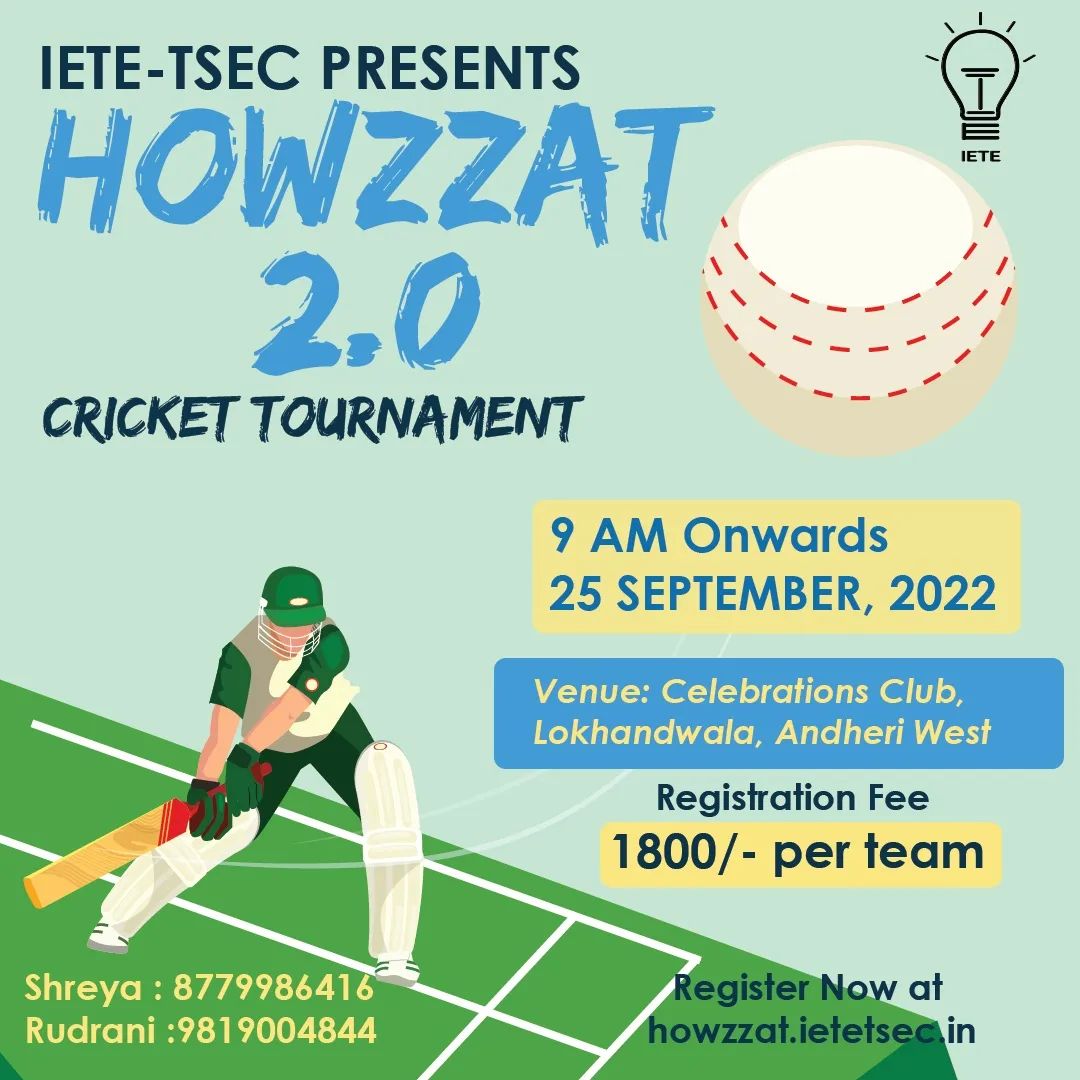 IETE-TSEC PRESENTS
HOWZZAT
2.0
CRICKET TOURNAMENT
IETE
9 AM Onwards
25 SEPTEMBER, 2022
Venue: Celebrations Club,
Lokhandwala, Andheri West
Registration Fee
1800/- per team
Shreya : 8779986416
Rudrani :9819004844
Register Now at
howzzat.ietetsec.in